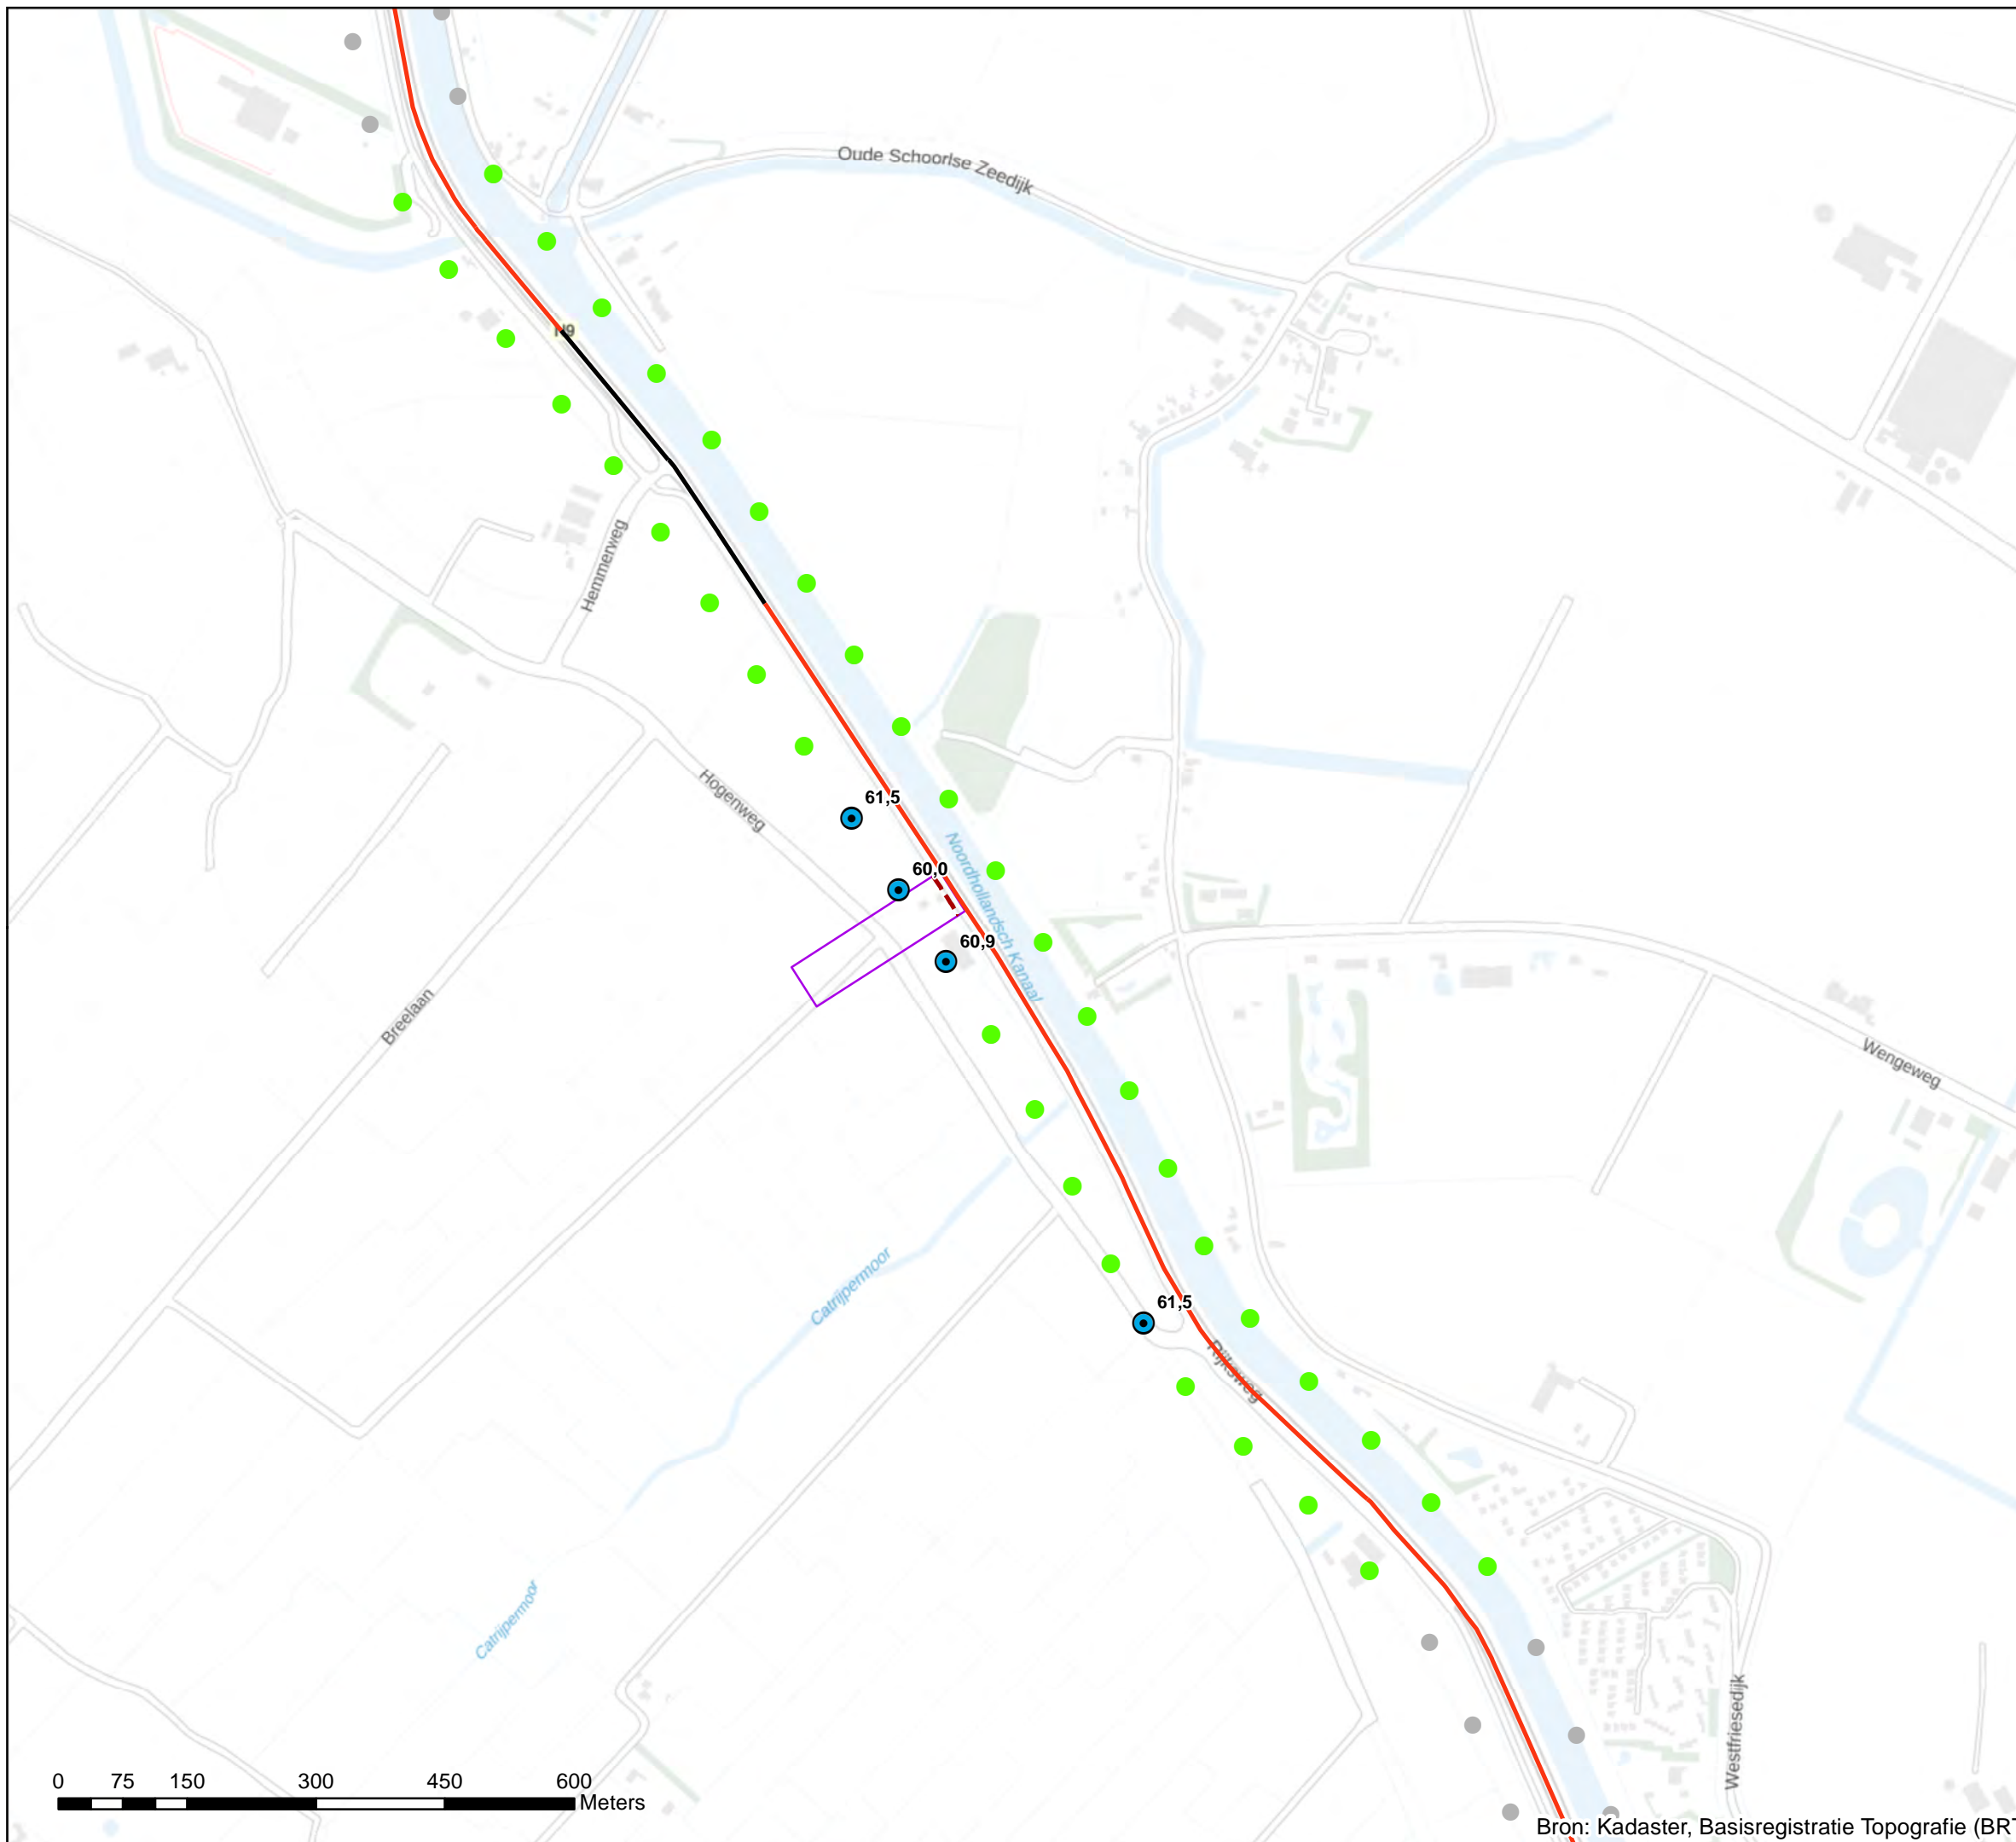 Oude Schoorlse Zeedijk
N9
Hemmerweg
Hogenweg
61,5
60,0
Noordhollandsch Kanaal
60,9
Breelaan
Wengeweg
Catrijpermoor
61,5
Rijksweg
Catrijpermoor
Westfriesedijk
0 75 150 300 450 600
Meters
Bron: Kadaster, Basisregistratie Topografie (BRT